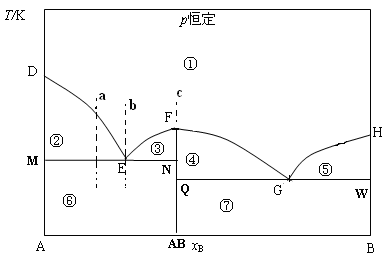 T/K
p恒定
①
D
a
b
c
F
H
②
③
④
⑤
M
E
N
Q
G
W
⑥
⑦
A
AB
xB
B